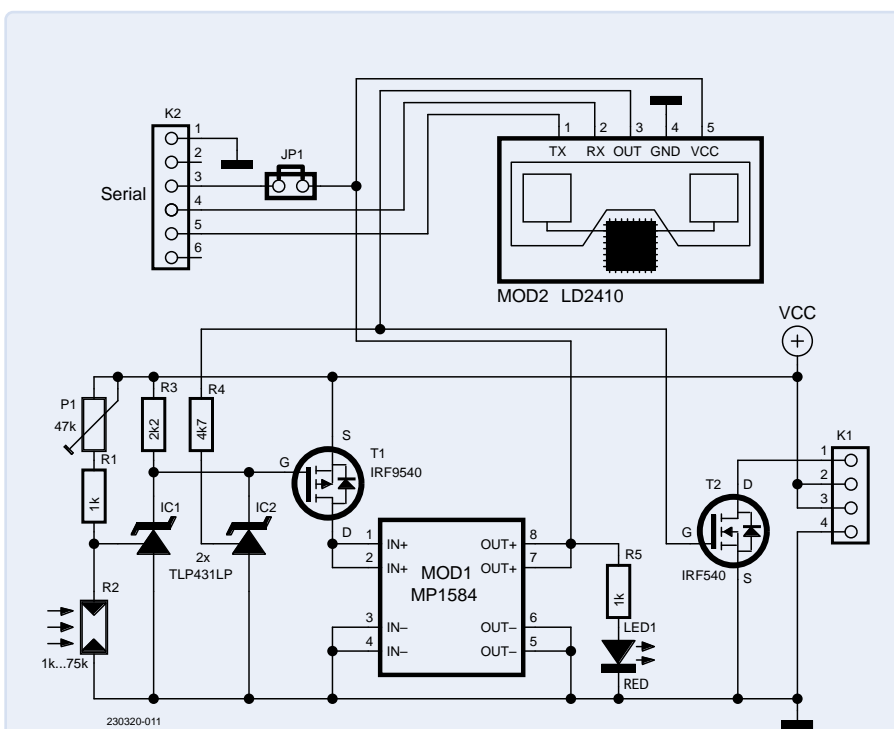 K2
1
2
3
4
5
6
Serial
JP1
1 2 3 4 5
TX RX OUT GND VCC
MOD2 LD2410
VCC
P1
47k
R1
1k
R3
2k2
R4
4k7
G
S
D
T1
IRF9540
IC1
IC2
2x
TLP431LP
R2
1k...75k
1 IN+
2 IN+
3 IN–
4 IN–
MOD1
MP1584
OUT+ 8
OUT+ 7
OUT– 6
OUT– 5
R5
1k
LED1
RED
T2
D
G
S
IRF540
K1
1
2
3
4
230320-011